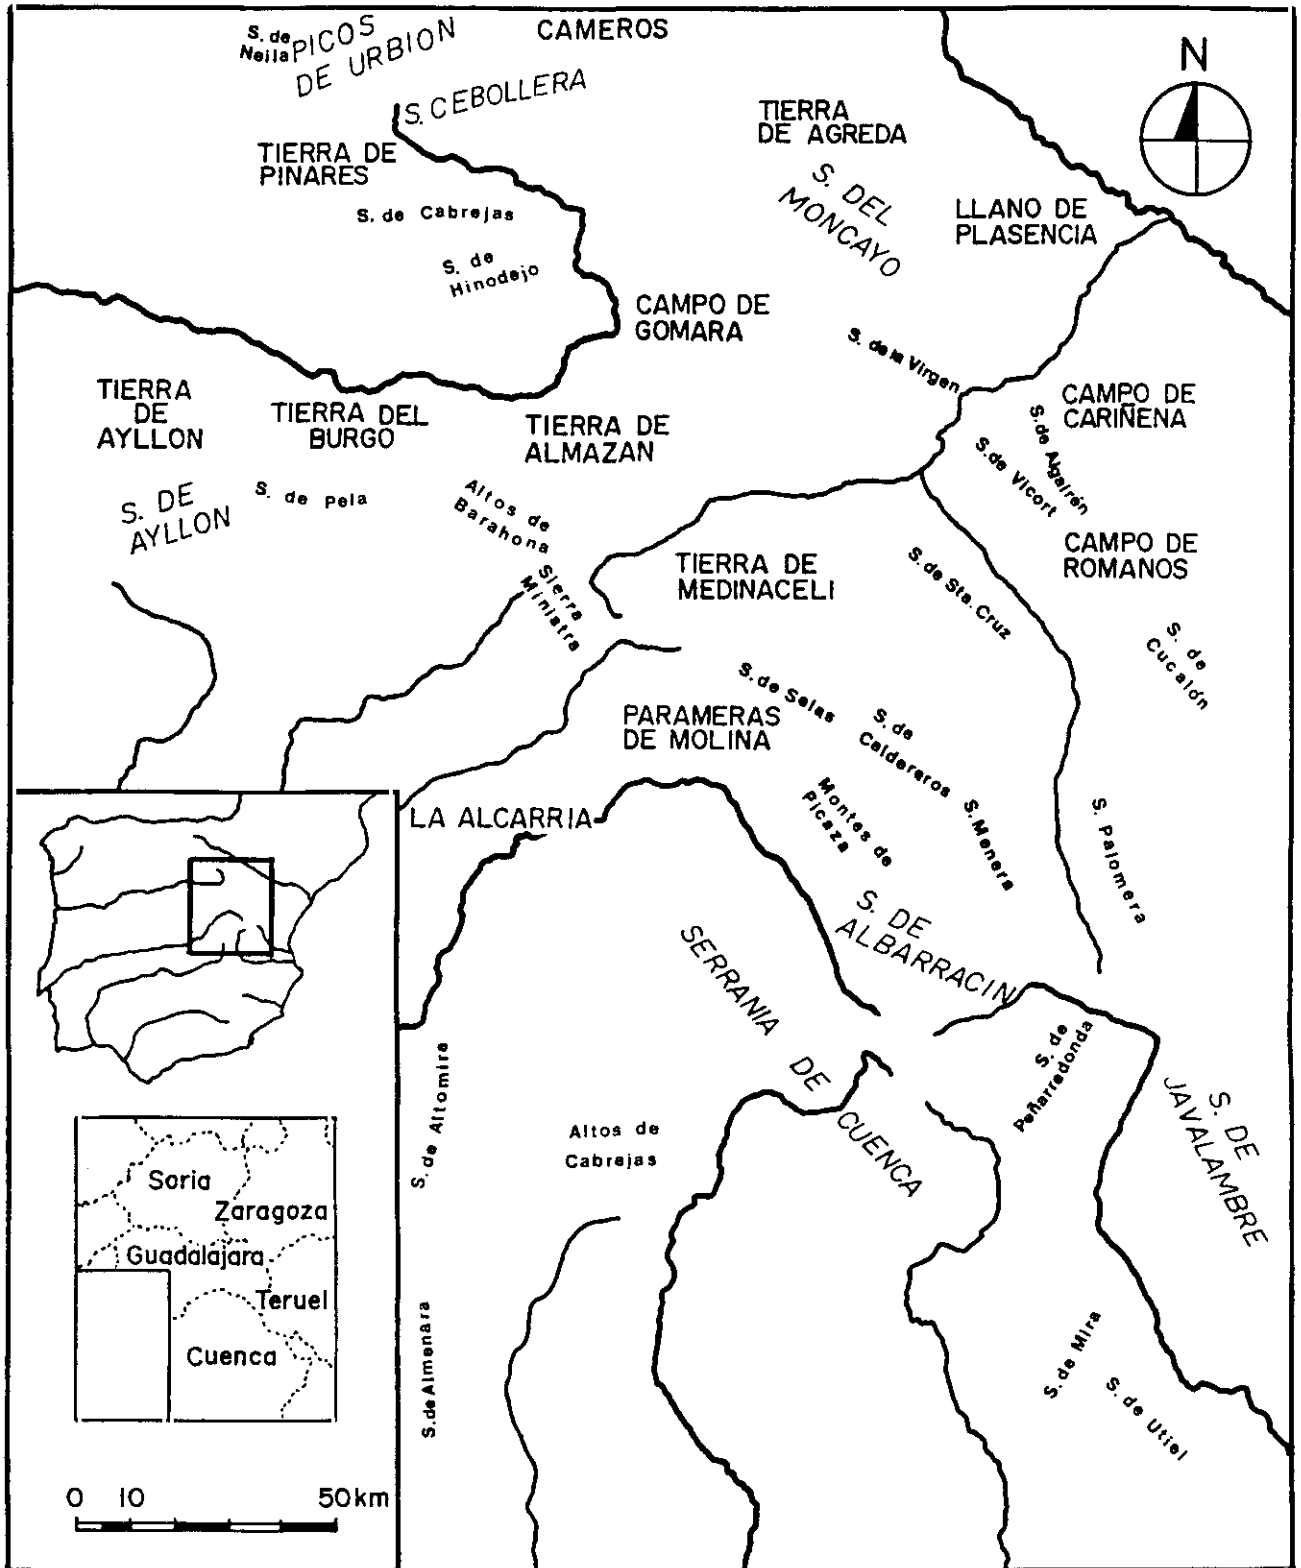 S. de
Neila
PICOS
DE URBION
CAMEROS
S. CEBOLLERA
N
TIERRA
DE AGREDA
TIERRA DE
PINARES
S. DEL
MONCAYO
S. de Cabrejas
LLANO DE
PLASENCIA
S. de
Hinodejo
CAMPO DE
GOMARA
S. de la Virgen
TIERRA
DE
AYLLON
TIERRA DEL
BURGO
TIERRA DE
ALMAZAN
CAMPO DE
CARIÑENA
S. de Algairén
S. de Vicort
S. DE
AYLLON
S. de Pela
Altos de
Barahona
Sierra
Ministra
TIERRA DE
MEDINACELI
S. de Sta. Cruz
CAMPO DE
ROMANOS
S. de
Cucalón
S. de Selas
PARAMERAS
DE MOLINA
S. de
Caldereros
Montes de
Picaza
S. Menera
S. Palomera
LA ALCARRIA
S. DE
ALBARRACIN
SERRANIA DE CUENCA
S. de
Peñarredonda
S. DE
JAVALAMBRE
S. de Altomire
Altos de
Cabrejas
S. de Almenara
S. de Mira
S. de Utiel
Soria
Zaragoza
Guadalajara
Teruel
Cuenca
0 10 50 km